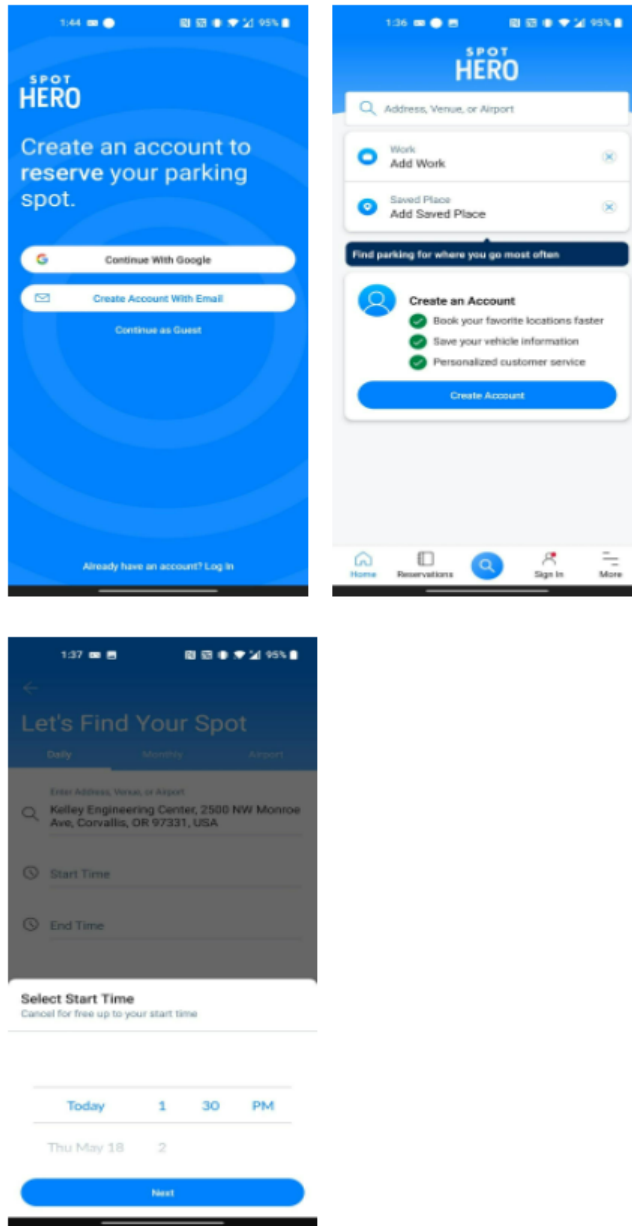 1:44
95%
SPOT
HERO
Create an account to
reserve your parking
spot.
Continue With Google
Create Account With Email
Continue as Guest
Already have an account? Log In
1:36
95%
SPOT
HERO
Address, Venue, or Airport
Work
Add Work
Saved Place
Add Saved Place
Find parking for where you go most often
Create an Account
Book your favorite locations faster
Save your vehicle information
Personalized customer service
Create Account
Home Reservations Sign In More
1:37
95%
Let's Find Your Spot
Daily Monthly Airport
Enter Address, Venue, or Airport
Kelley Engineering Center, 2500 NW Monroe
Ave, Corvallis, OR 97331, USA
Start Time
End Time
Select Start Time
Cancel for free up to your start time
Today 1 30 PM
Thu May 18 2
Next